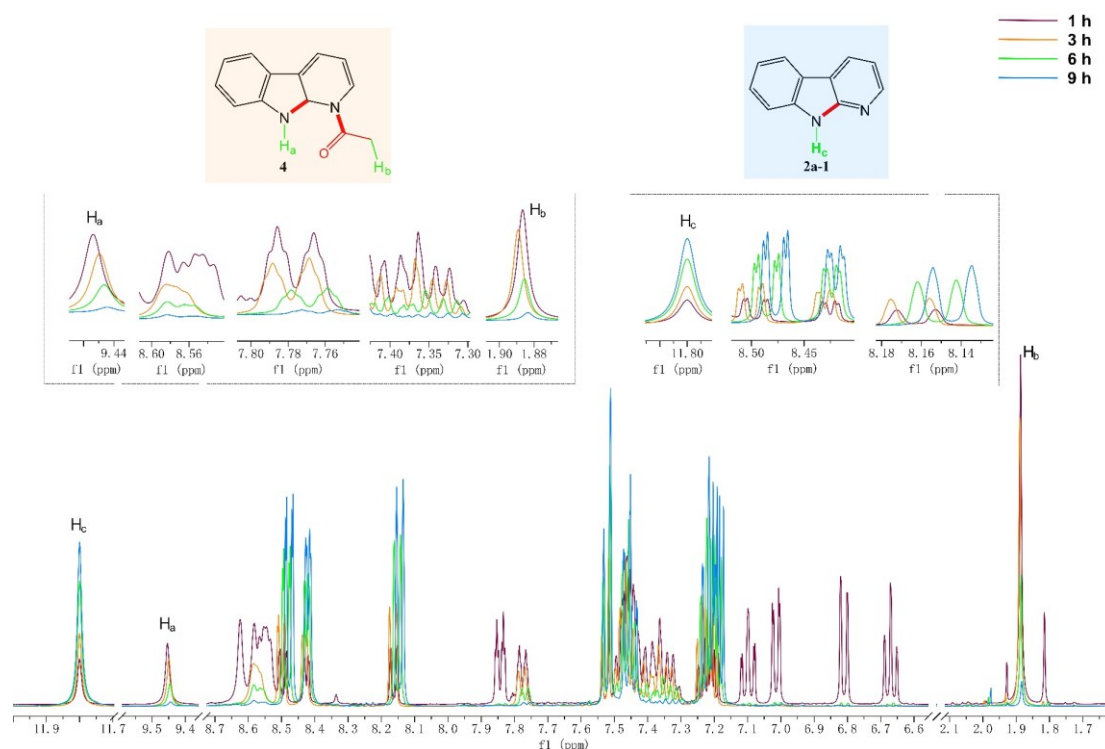 1 h
3 h
6 h
9 h
N
N
Hₐ
O
H_b
4
N
N
H_c
2a-1
Hₐ
H_b
H_c
9.44
8.60 8.56
7.80 7.78 7.76
7.40 7.35 7.30
1.90 1.88
11.80
8.50 8.45
8.18 8.16 8.14
f1 (ppm)
f1 (ppm)
f1 (ppm)
f1 (ppm)
f1 (ppm)
f1 (ppm)
f1 (ppm)
f1 (ppm)
H_b
H_c
Hₐ
11.9 11.7 9.5 9.4 8.7 8.6 8.5 8.4 8.3 8.2 8.1 8.0 7.9 7.8 7.7 7.6 7.5 7.4 7.3 7.2 7.1 7.0 6.9 6.8 6.7 6.6 2.1 2.0 1.9 1.8 1.7
f1 (ppm)